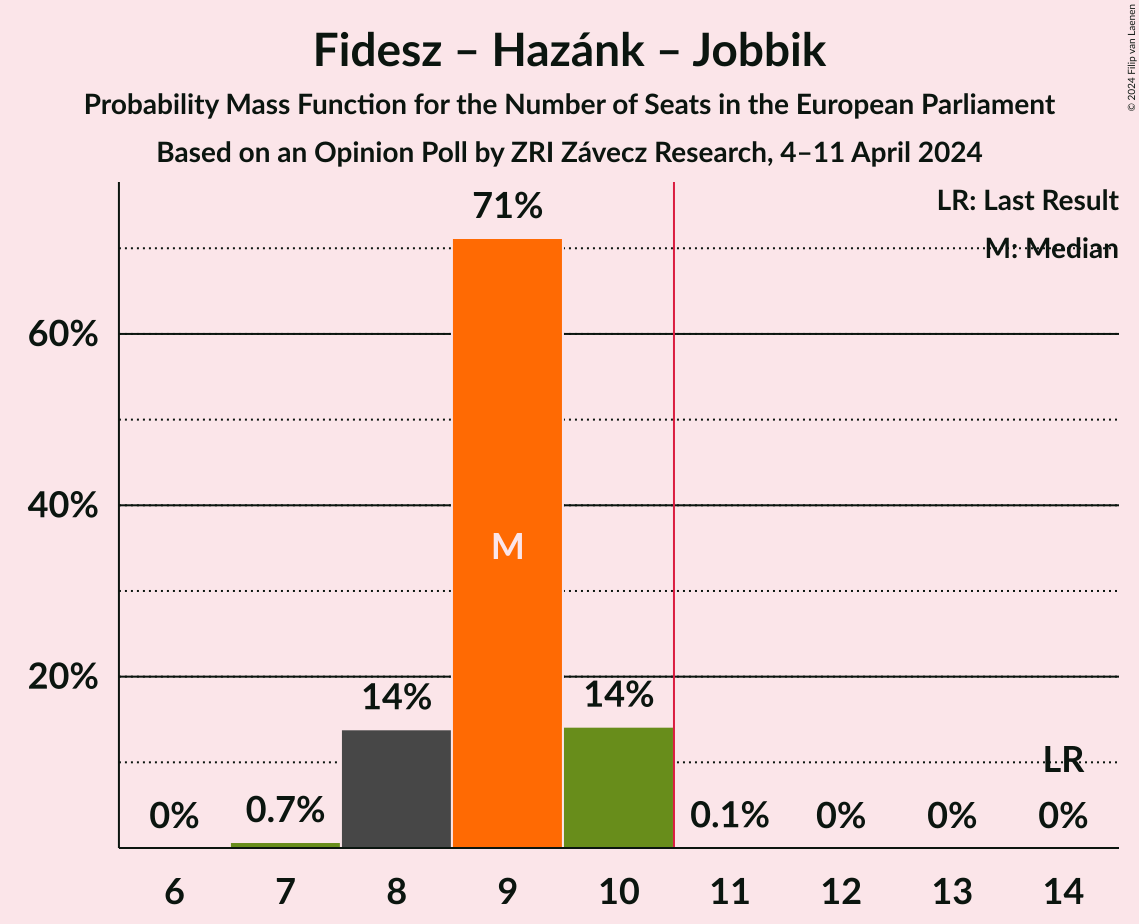 Fidesz – Hazánk – Jobbik
Probability Mass Function for the Number of Seats in the European Parliament
Based on an Opinion Poll by ZRI Závecz Research, 4–11 April 2024
© 2024 Filip van Laenen
LR: Last Result
M: Median
71%
60%
40%
M
20%
14%
14%
LR
0%
0.7%
0.1%
0%
0%
0%
6 7 8 9 10 11 12 13 14